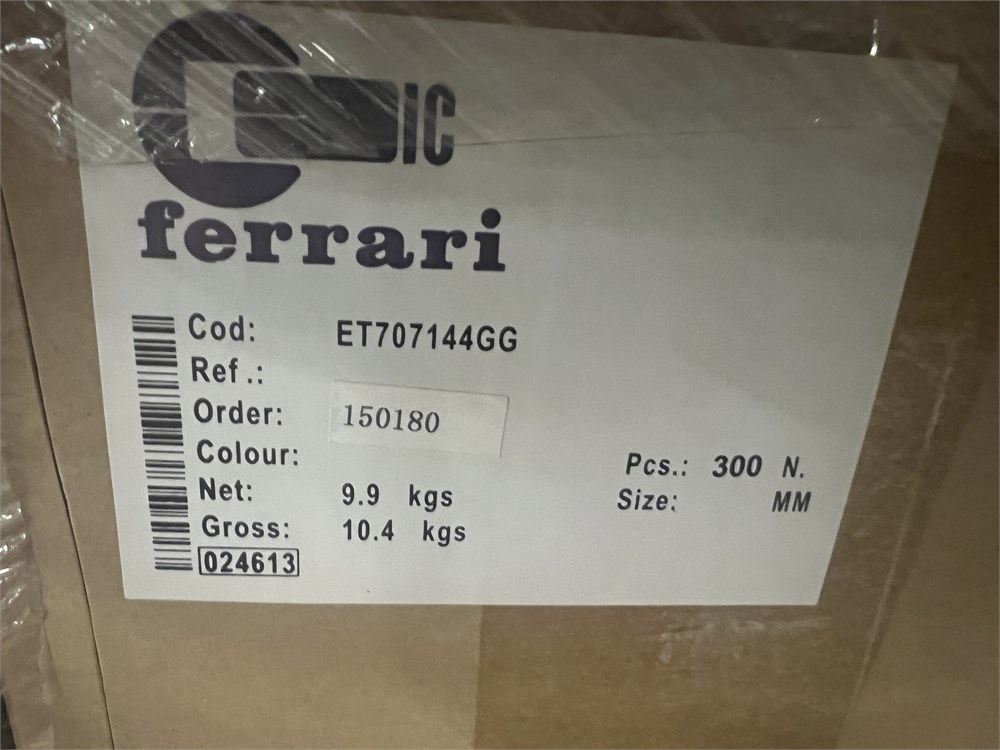 IC
ferrari
Cod: ET707144GG
Ref.:
Order: 150180
Colour:
Net: 9.9 kgs
Gross: 10.4 kgs
024613
Pcs.: 300 N.
Size: MM